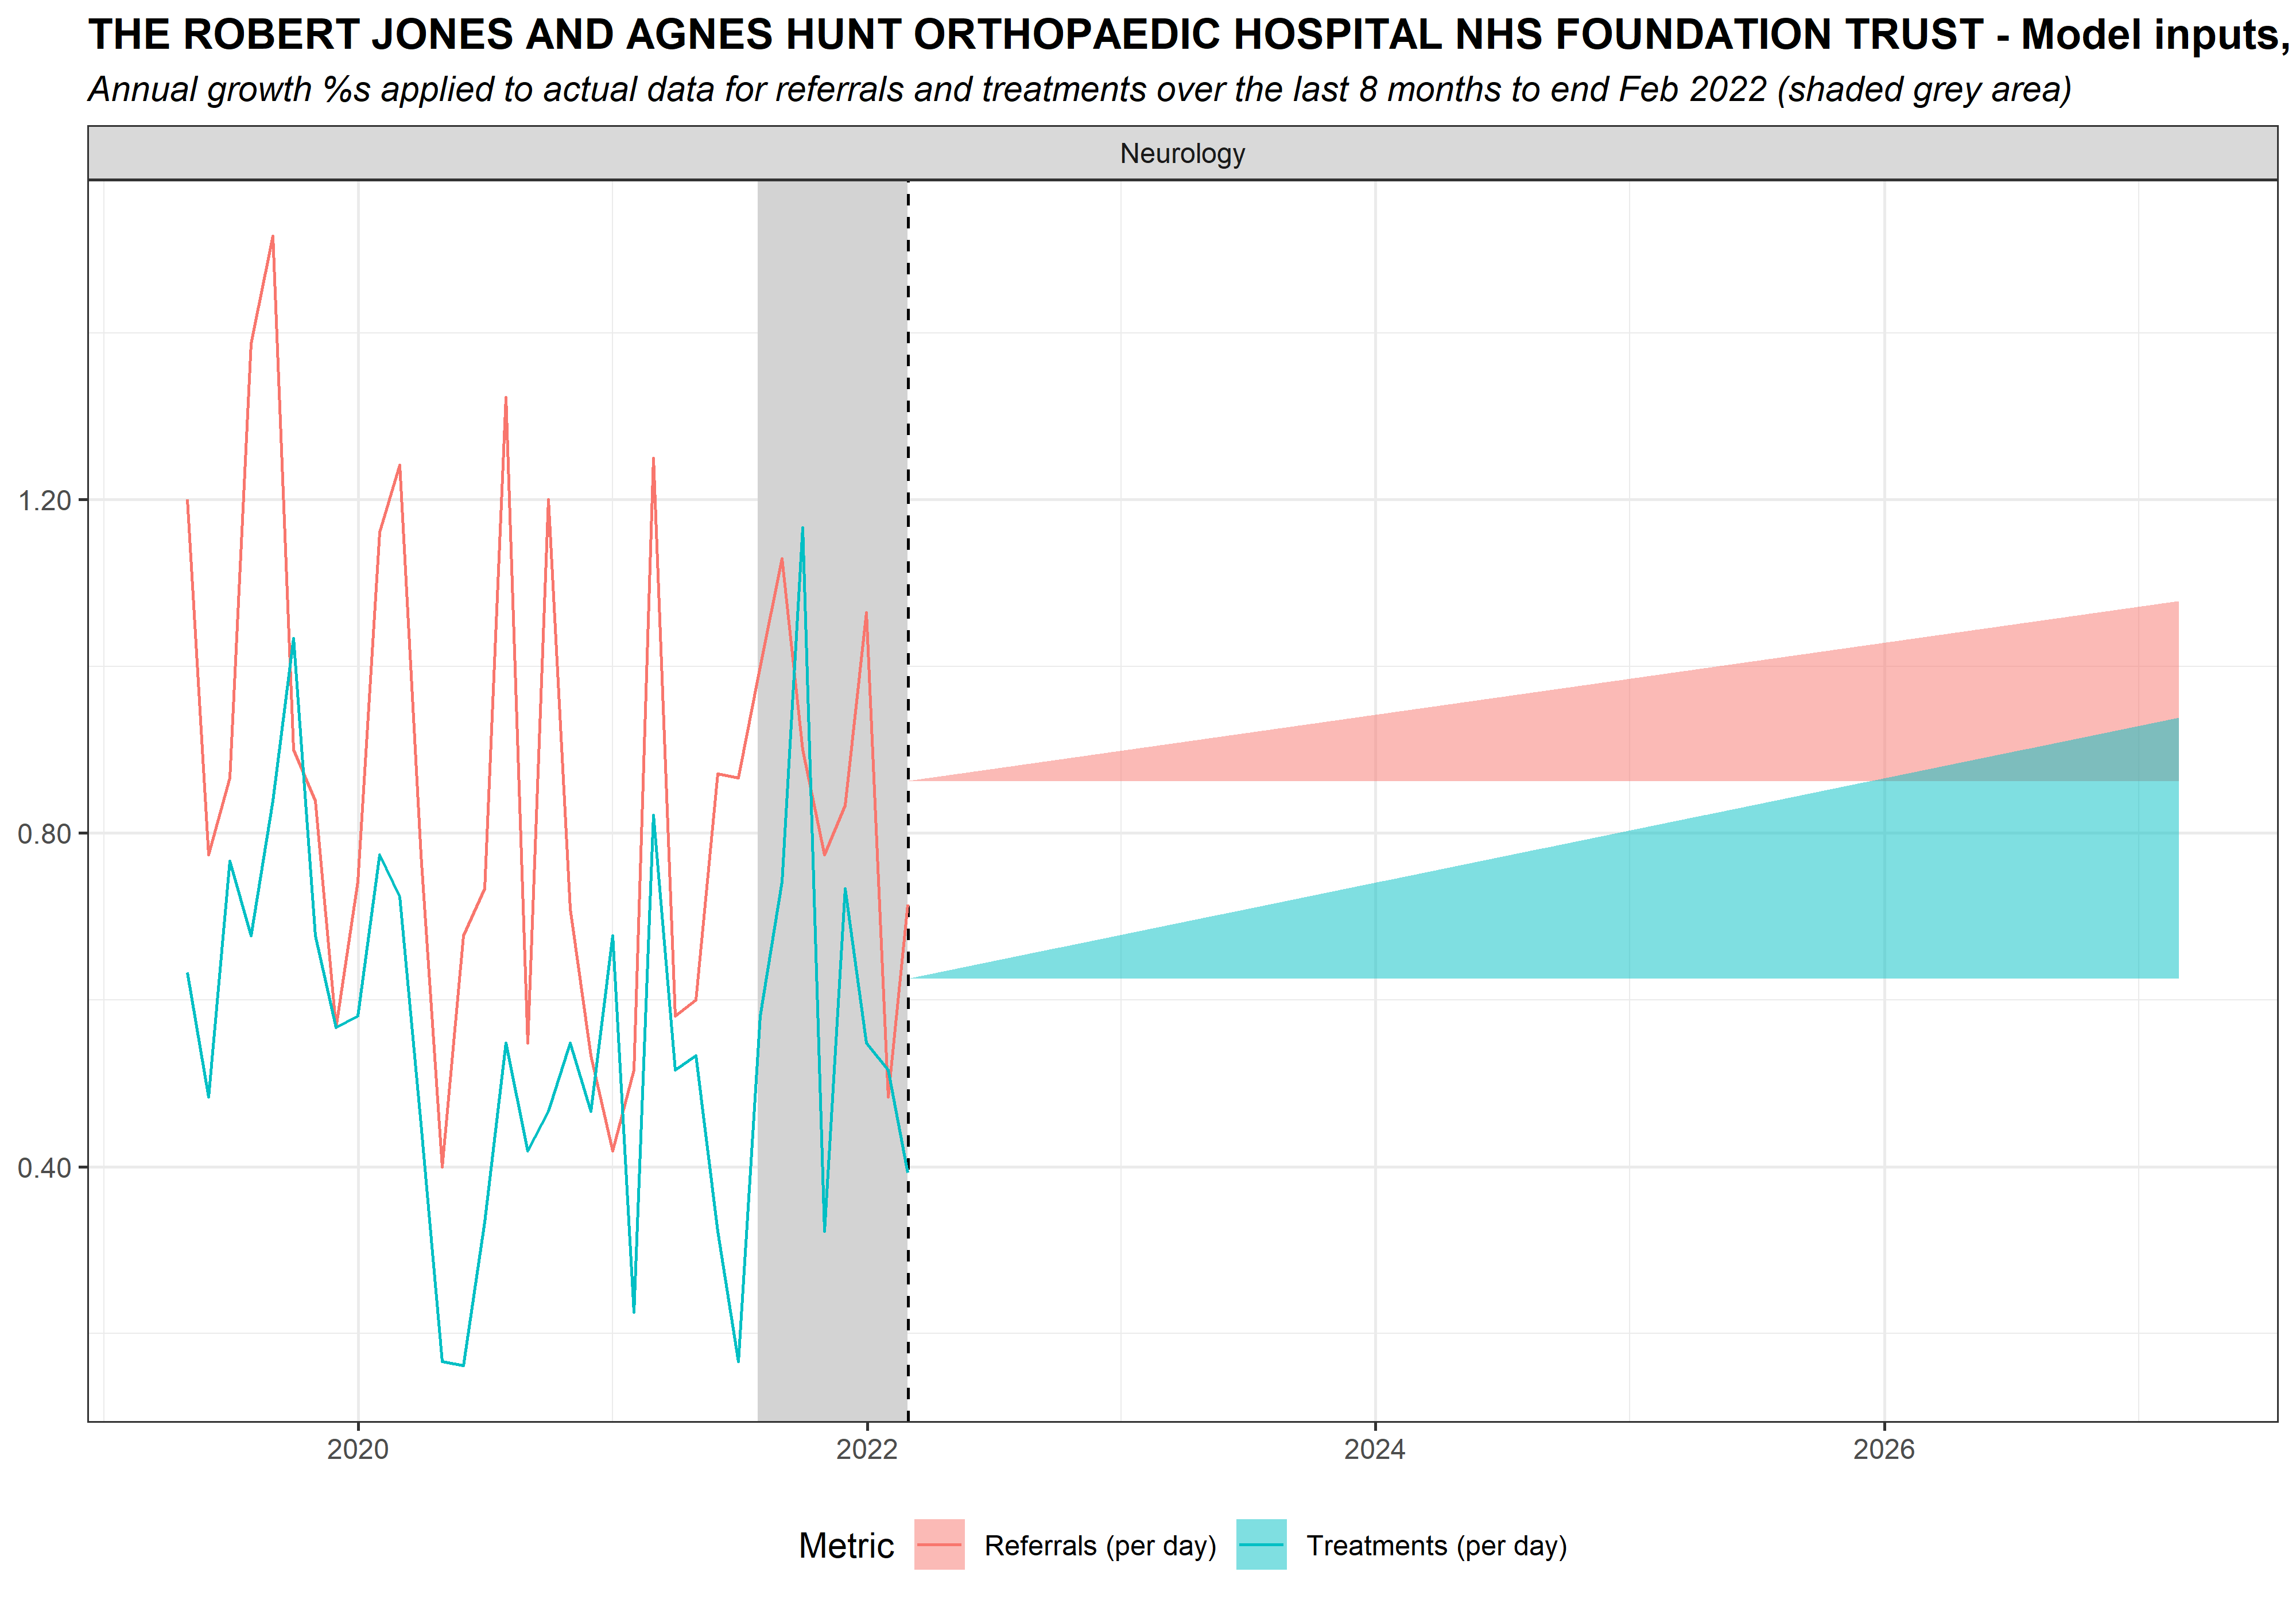 THE ROBERT JONES AND AGNES HUNT ORTHOPAEDIC HOSPITAL NHS FOUNDATION TRUST - Model inputs,
Annual growth %s applied to actual data for referrals and treatments over the last 8 months to end Feb 2022 (shaded grey area)
Neurology
1.20
0.80
0.40
2020 2022 2024 2026
Metric Referrals (per day) Treatments (per day)